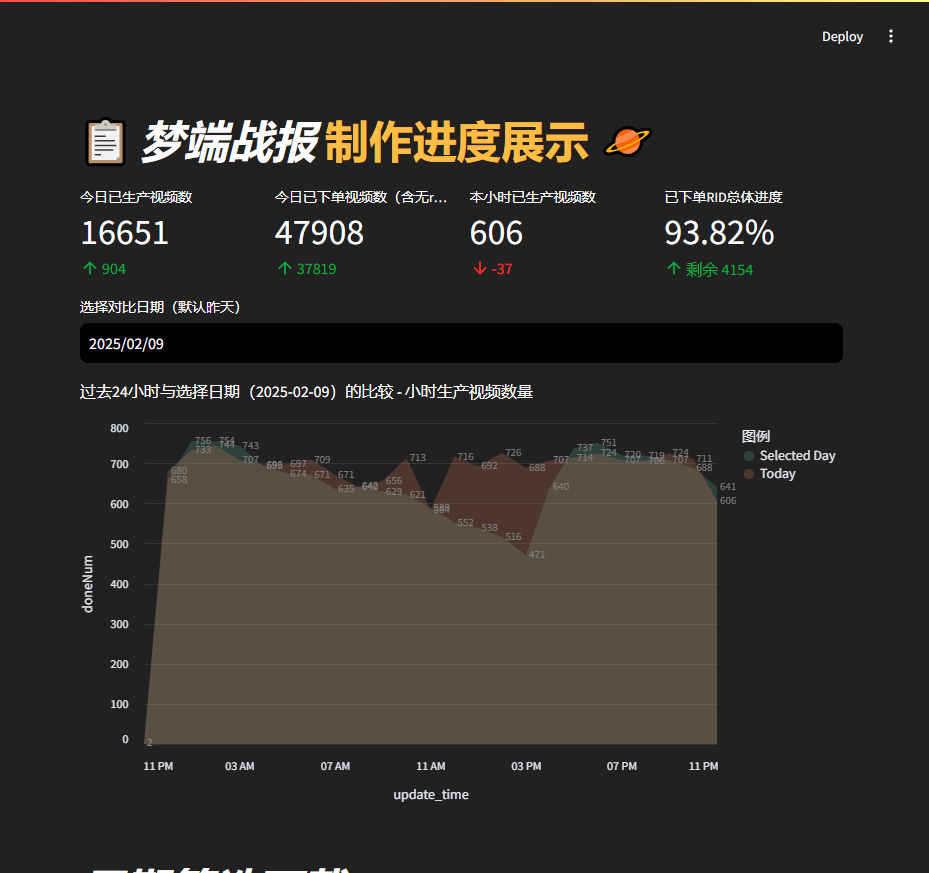 Deploy
梦端战报 制作进度展示
今日已生产视频数
16651
904
今日已下单视频数（含无r...
47908
37819
本小时已生产视频数
606
-37
已下单RID总体进度
93.82%
剩余 4154
选择对比日期（默认昨天）
2025/02/09
过去24小时与选择日期（2025-02-09）的比较 - 小时生产视频数量
图例
Selected Day
Today
doneNum
800
700
600
500
400
300
200
100
0
756 754 743
733 744 707
680
658
697 709 671
674 671 635
640 656 713
629 621
716 726 688 707
692
552 538 516 471
640
737 751 720 719 724 711
714 724 707 706 707 688
641
606
2
11 PM 03 AM 07 AM 11 AM 03 PM 07 PM 11 PM
update_time